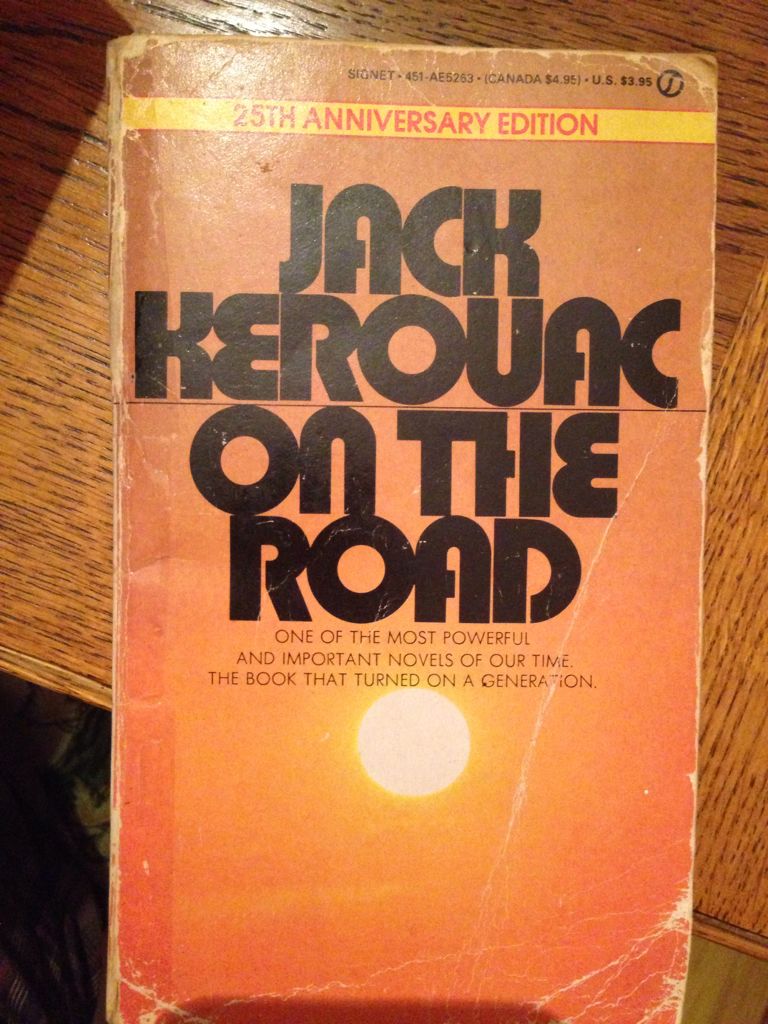 SIGNET • 451-AE5263 • (CANADA $4.95) • U.S. $3.95
25TH ANNIVERSARY EDITION
JACK
KEROUAC
ON THE
ROAD
ONE OF THE MOST POWERFUL
AND IMPORTANT NOVELS OF OUR TIME.
THE BOOK THAT TURNED ON A GENERATION.